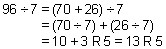 96 ÷ 7 = (70 + 26) ÷ 7
= (70 ÷ 7) + (26 ÷ 7)
= 10 + 3 R 5 = 13 R 5